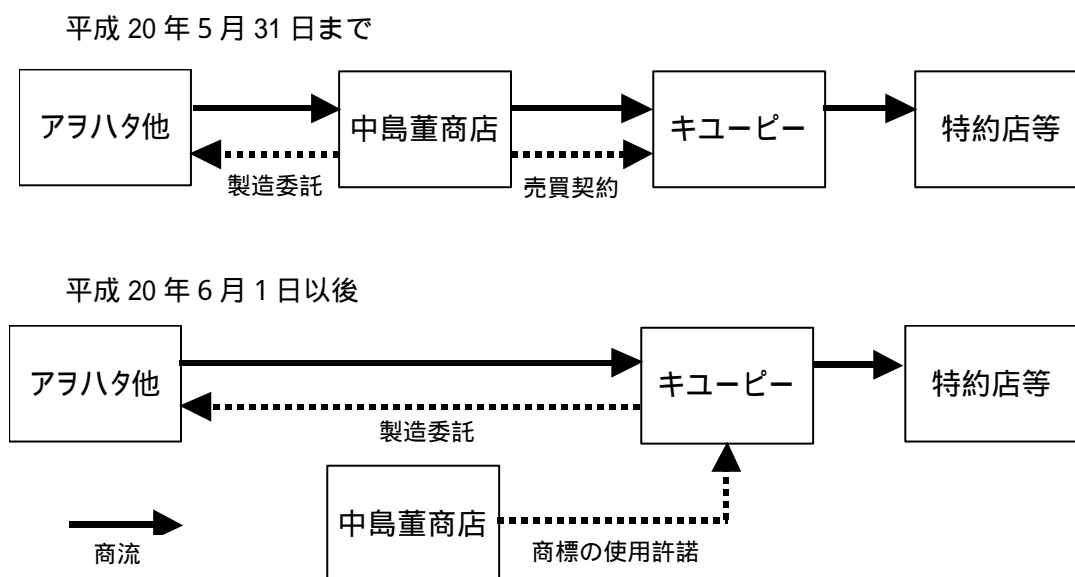 平成 20 年 5 月 31 日まで
アヲハタ他
中島董商店
キユーピー
特約店等
製造委託
売買契約
平成 20 年 6 月 1 日以後
アヲハタ他
キユーピー
特約店等
製造委託
中島董商店
商流
商標の使用許諾